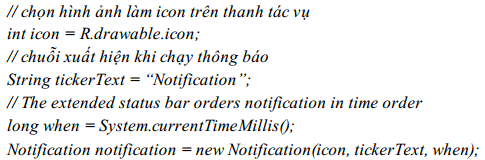 // chọn hình ảnh làm icon trên thanh tác vụ
int icon = R.drawable.icon;
// chuỗi xuất hiện khi chạy thông báo
String tickerText = “Notification”;
// The extended status bar orders notification in time order
long when = System.currentTimeMillis();
Notification notification = new Notification(icon, tickerText, when);